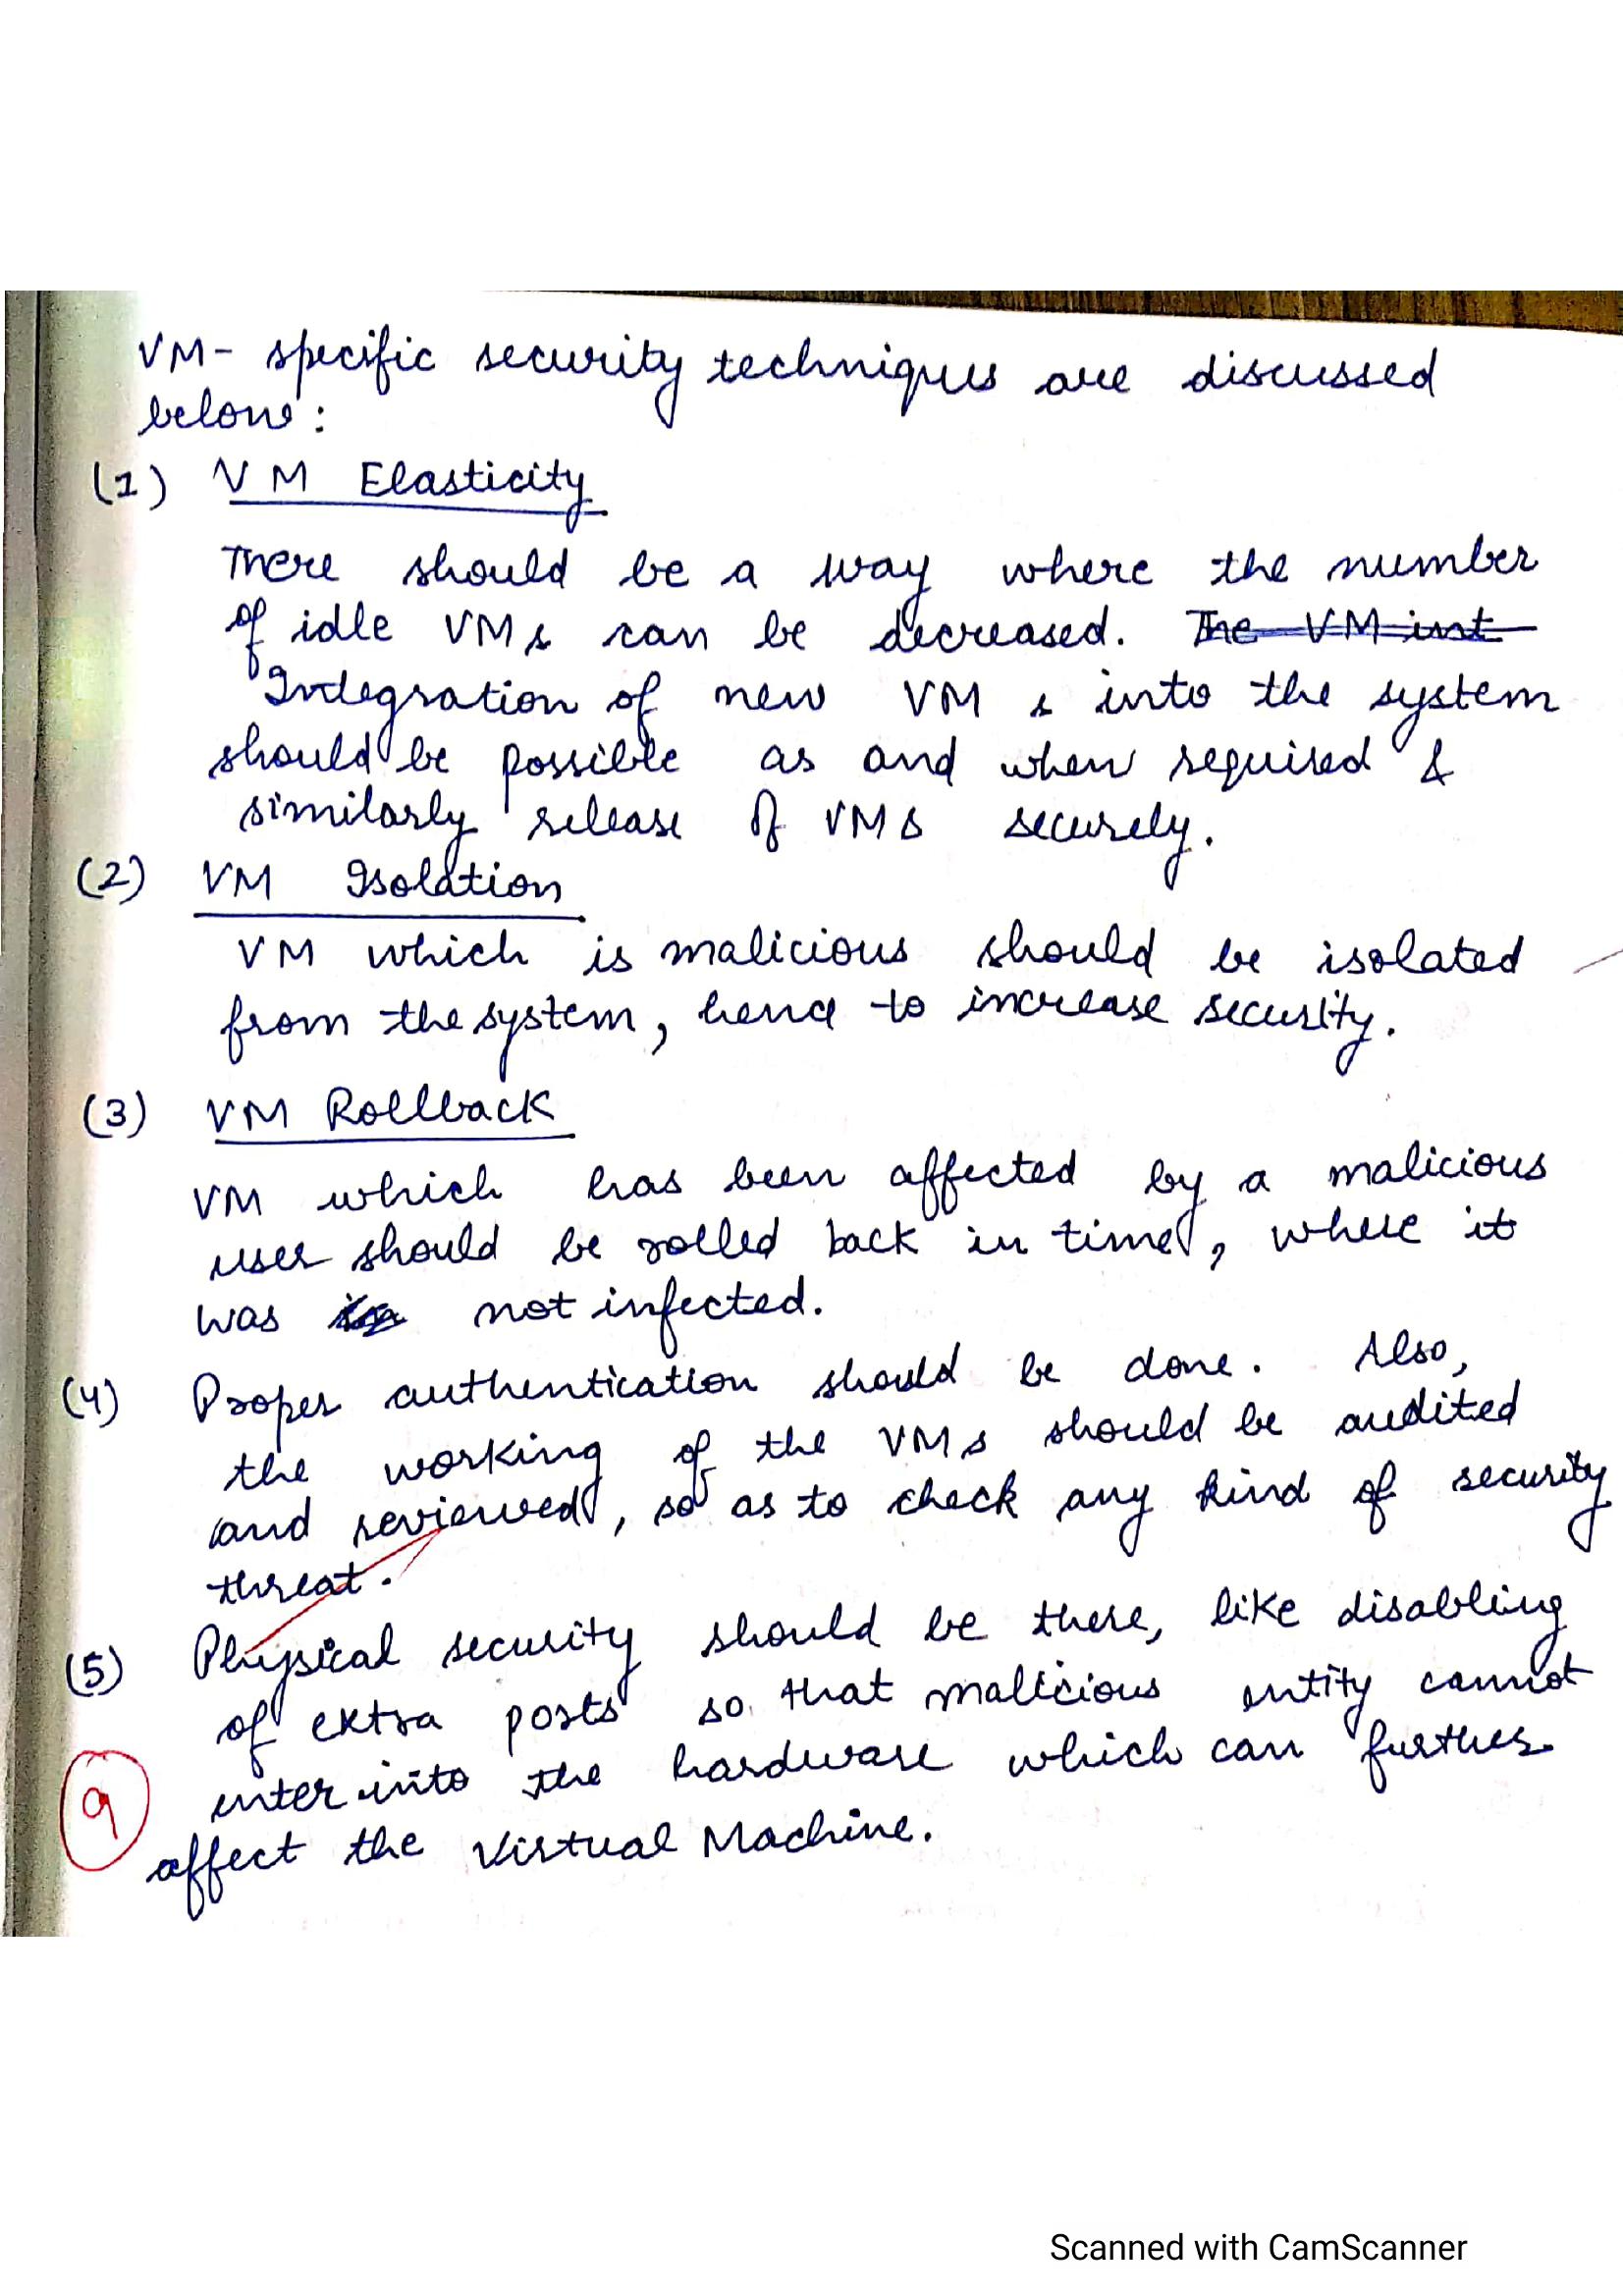 VM- specific security techniques are discussed
below:
(1) VM Elasticity
There should be a way where the number
of idle VMs can be decreased. The VM int
Integration of new VM s into the system
should be possible as and when required &
similarly release of VMs securely.
(2) VM Isolation
VM which is malicious should be isolated
from the system, hence to increase security.
(3) VM Rollback
VM which has been affected by a malicious
user should be rolled back in time, where it
was not infected.
(4) Proper authentication should be done. Also,
the working of the VMs should be audited
and reviewed, so as to check any kind of security
threat.
(5) Physical security should be there, like disabling
of extra ports so that malicious entity cannot
enter into the hardware which can further
9
affect the Virtual Machine.
Scanned with CamScanner